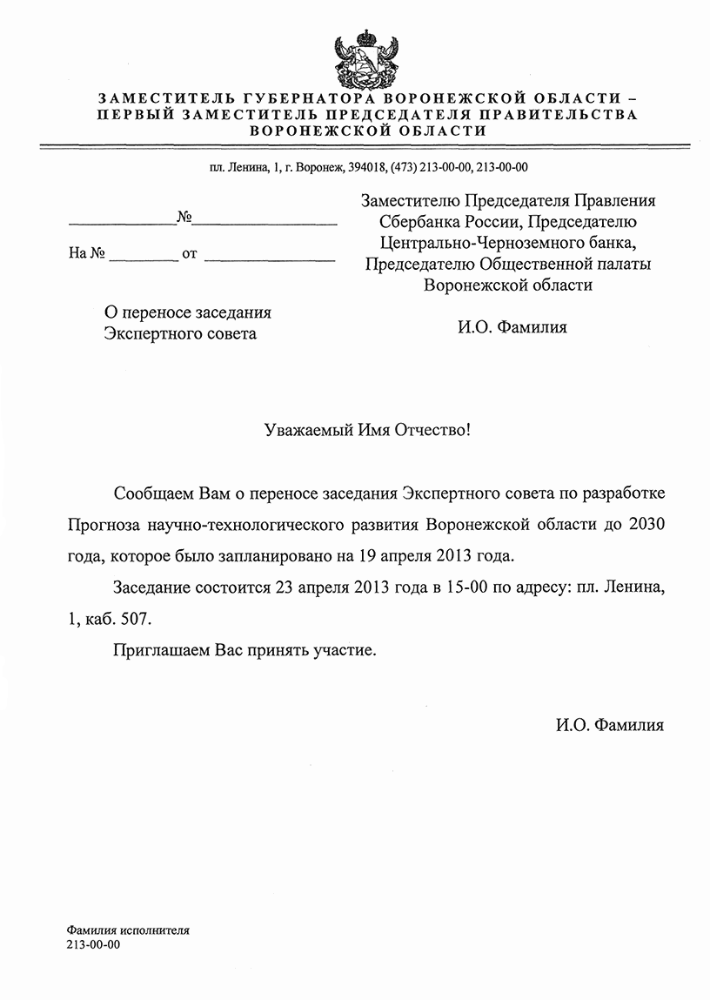 ЗАМЕСТИТЕЛЬ ГУБЕРНАТОРА ВОРОНЕЖСКОЙ ОБЛАСТИ –
ПЕРВЫЙ ЗАМЕСТИТЕЛЬ ПРЕДСЕДАТЕЛЯ ПРАВИТЕЛЬСТВА
ВОРОНЕЖСКОЙ ОБЛАСТИ
пл. Ленина, 1, г. Воронеж, 394018, (473) 213-00-00, 213-00-00
____________№________________
На № ________ от _______________
Заместителю Председателя Правления
Сбербанка России, Председателю
Центрально-Черноземного банка,
Председателю Общественной палаты
Воронежской области
И.О. Фамилия
О переносе заседания
Экспертного совета
Уважаемый Имя Отчество!
Сообщаем Вам о переносе заседания Экспертного совета по разработке
Прогноза научно-технологического развития Воронежской области до 2030
года, которое было запланировано на 19 апреля 2013 года.
Заседание состоится 23 апреля 2013 года в 15-00 по адресу: пл. Ленина,
1, каб. 507.
Приглашаем Вас принять участие.
И.О. Фамилия
Фамилия исполнителя
213-00-00